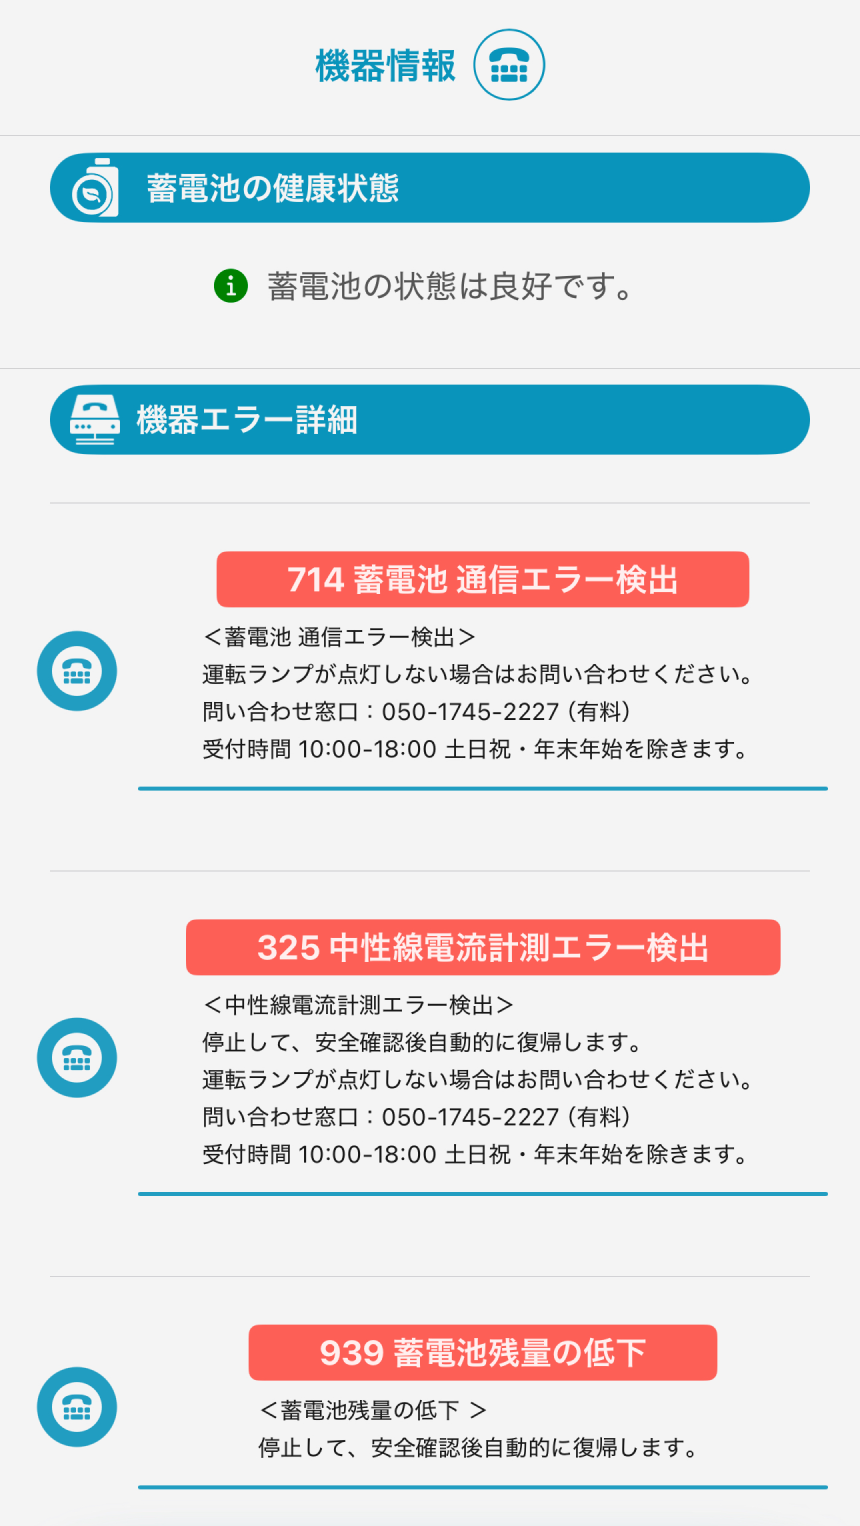 機器情報
蓄電池の健康状態
蓄電池の状態は良好です。
機器エラー詳細
714 蓄電池 通信エラー検出
＜蓄電池 通信エラー検出＞
運転ランプが点灯しない場合はお問い合わせください。
問い合わせ窓口：050-1745-2227 (有料)
受付時間 10:00-18:00 土日祝・年末年始を除きます。
325 中性線電流計測エラー検出
＜中性線電流計測エラー検出＞
停止して、安全確認後自動的に復帰します。
運転ランプが点灯しない場合はお問い合わせください。
問い合わせ窓口：050-1745-2227 (有料)
受付時間 10:00-18:00 土日祝・年末年始を除きます。
939 蓄電池残量の低下
＜蓄電池残量の低下 ＞
停止して、安全確認後自動的に復帰します。